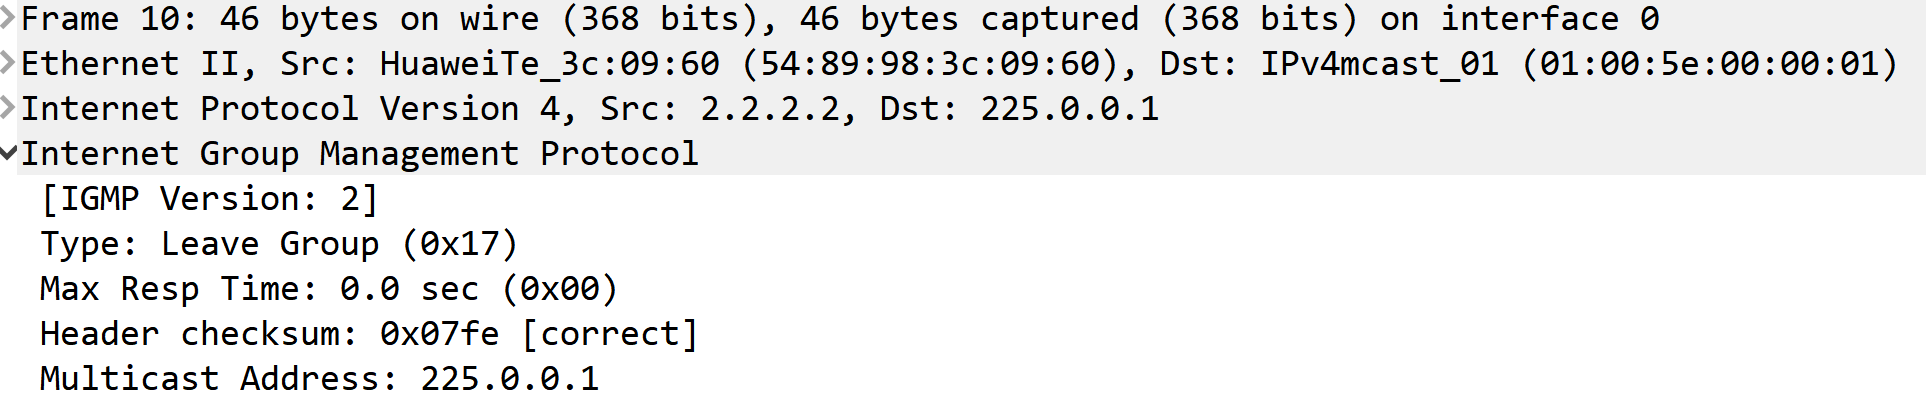 Frame 10: 46 bytes on wire (368 bits), 46 bytes captured (368 bits) on interface 0
Ethernet II, Src: HuaweiTe_3c:09:60 (54:89:98:3c:09:60), Dst: IPv4mcast_01 (01:00:5e:00:00:01)
Internet Protocol Version 4, Src: 2.2.2.2, Dst: 225.0.0.1
Internet Group Management Protocol
[IGMP Version: 2]
Type: Leave Group (0x17)
Max Resp Time: 0.0 sec (0x00)
Header checksum: 0x07fe [correct]
Multicast Address: 225.0.0.1